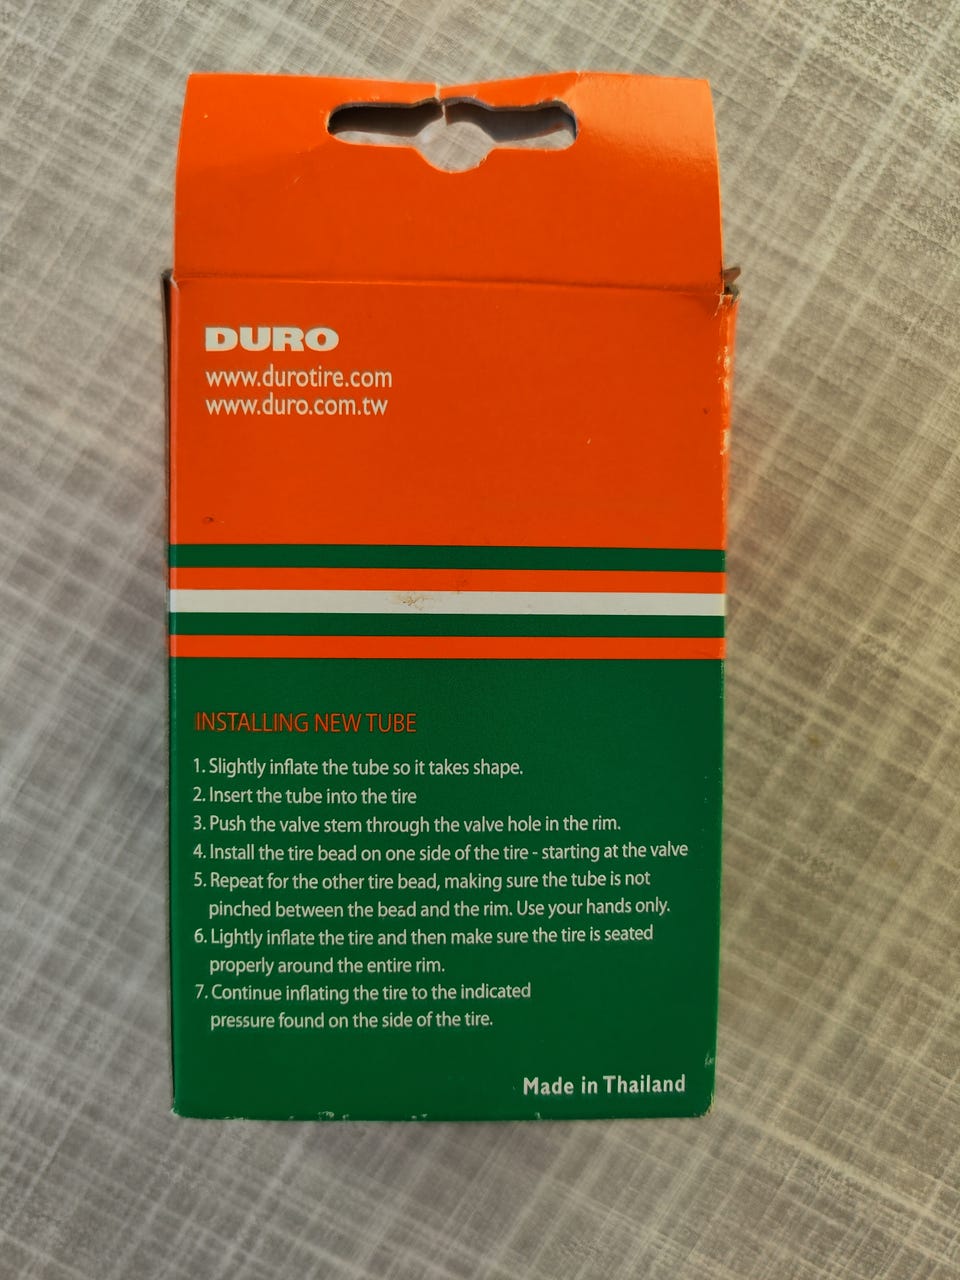 DURO
www.durotire.com
www.duro.com.tw
INSTALLING NEW TUBE
1. Slightly inflate the tube so it takes shape.
2. Insert the tube into the tire
3. Push the valve stem through the valve hole in the rim.
4. Install the tire bead on one side of the tire - starting at the valve
5. Repeat for the other tire bead, making sure the tube is not
pinched between the bead and the rim. Use your hands only.
6. Lightly inflate the tire and then make sure the tire is seated
properly around the entire rim.
7. Continue inflating the tire to the indicated
pressure found on the side of the tire.
Made in Thailand